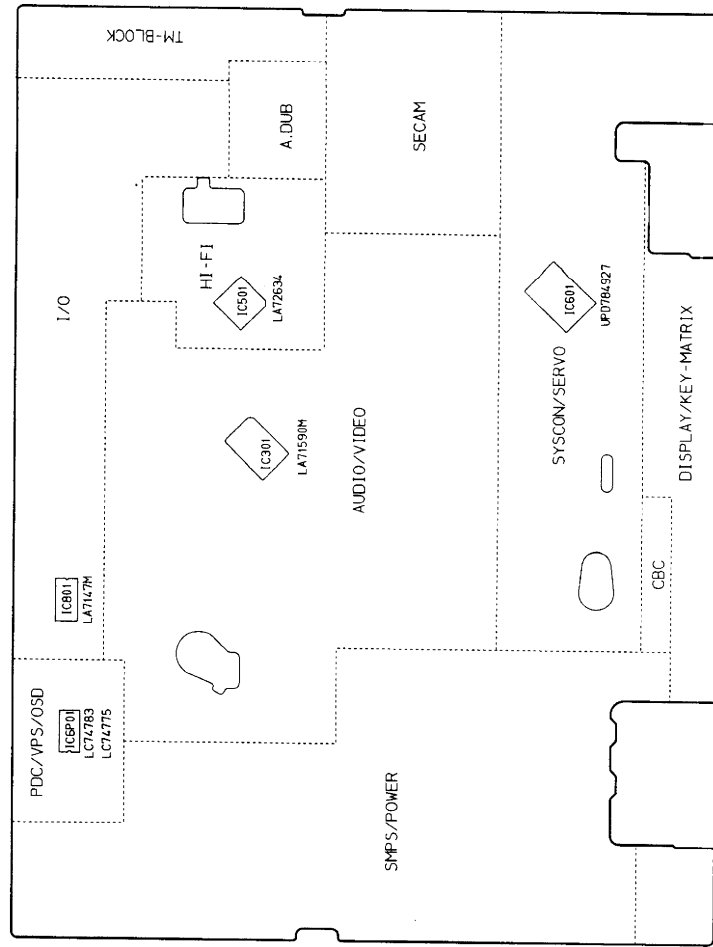 TM-BLOCK
A.DUB
SECAM
I/O
HI-FI
IC501
LA72634
IC601
UPD784927
SYSCON/SERVO
DISPLAY/KEY-MATRIX
IC301
LA71590M
AUDIO/VIDEO
IC801
LA7147M
CBC
PDC/VPS/OSD
IC6P01
LC74783
LC74775
SMPS/POWER